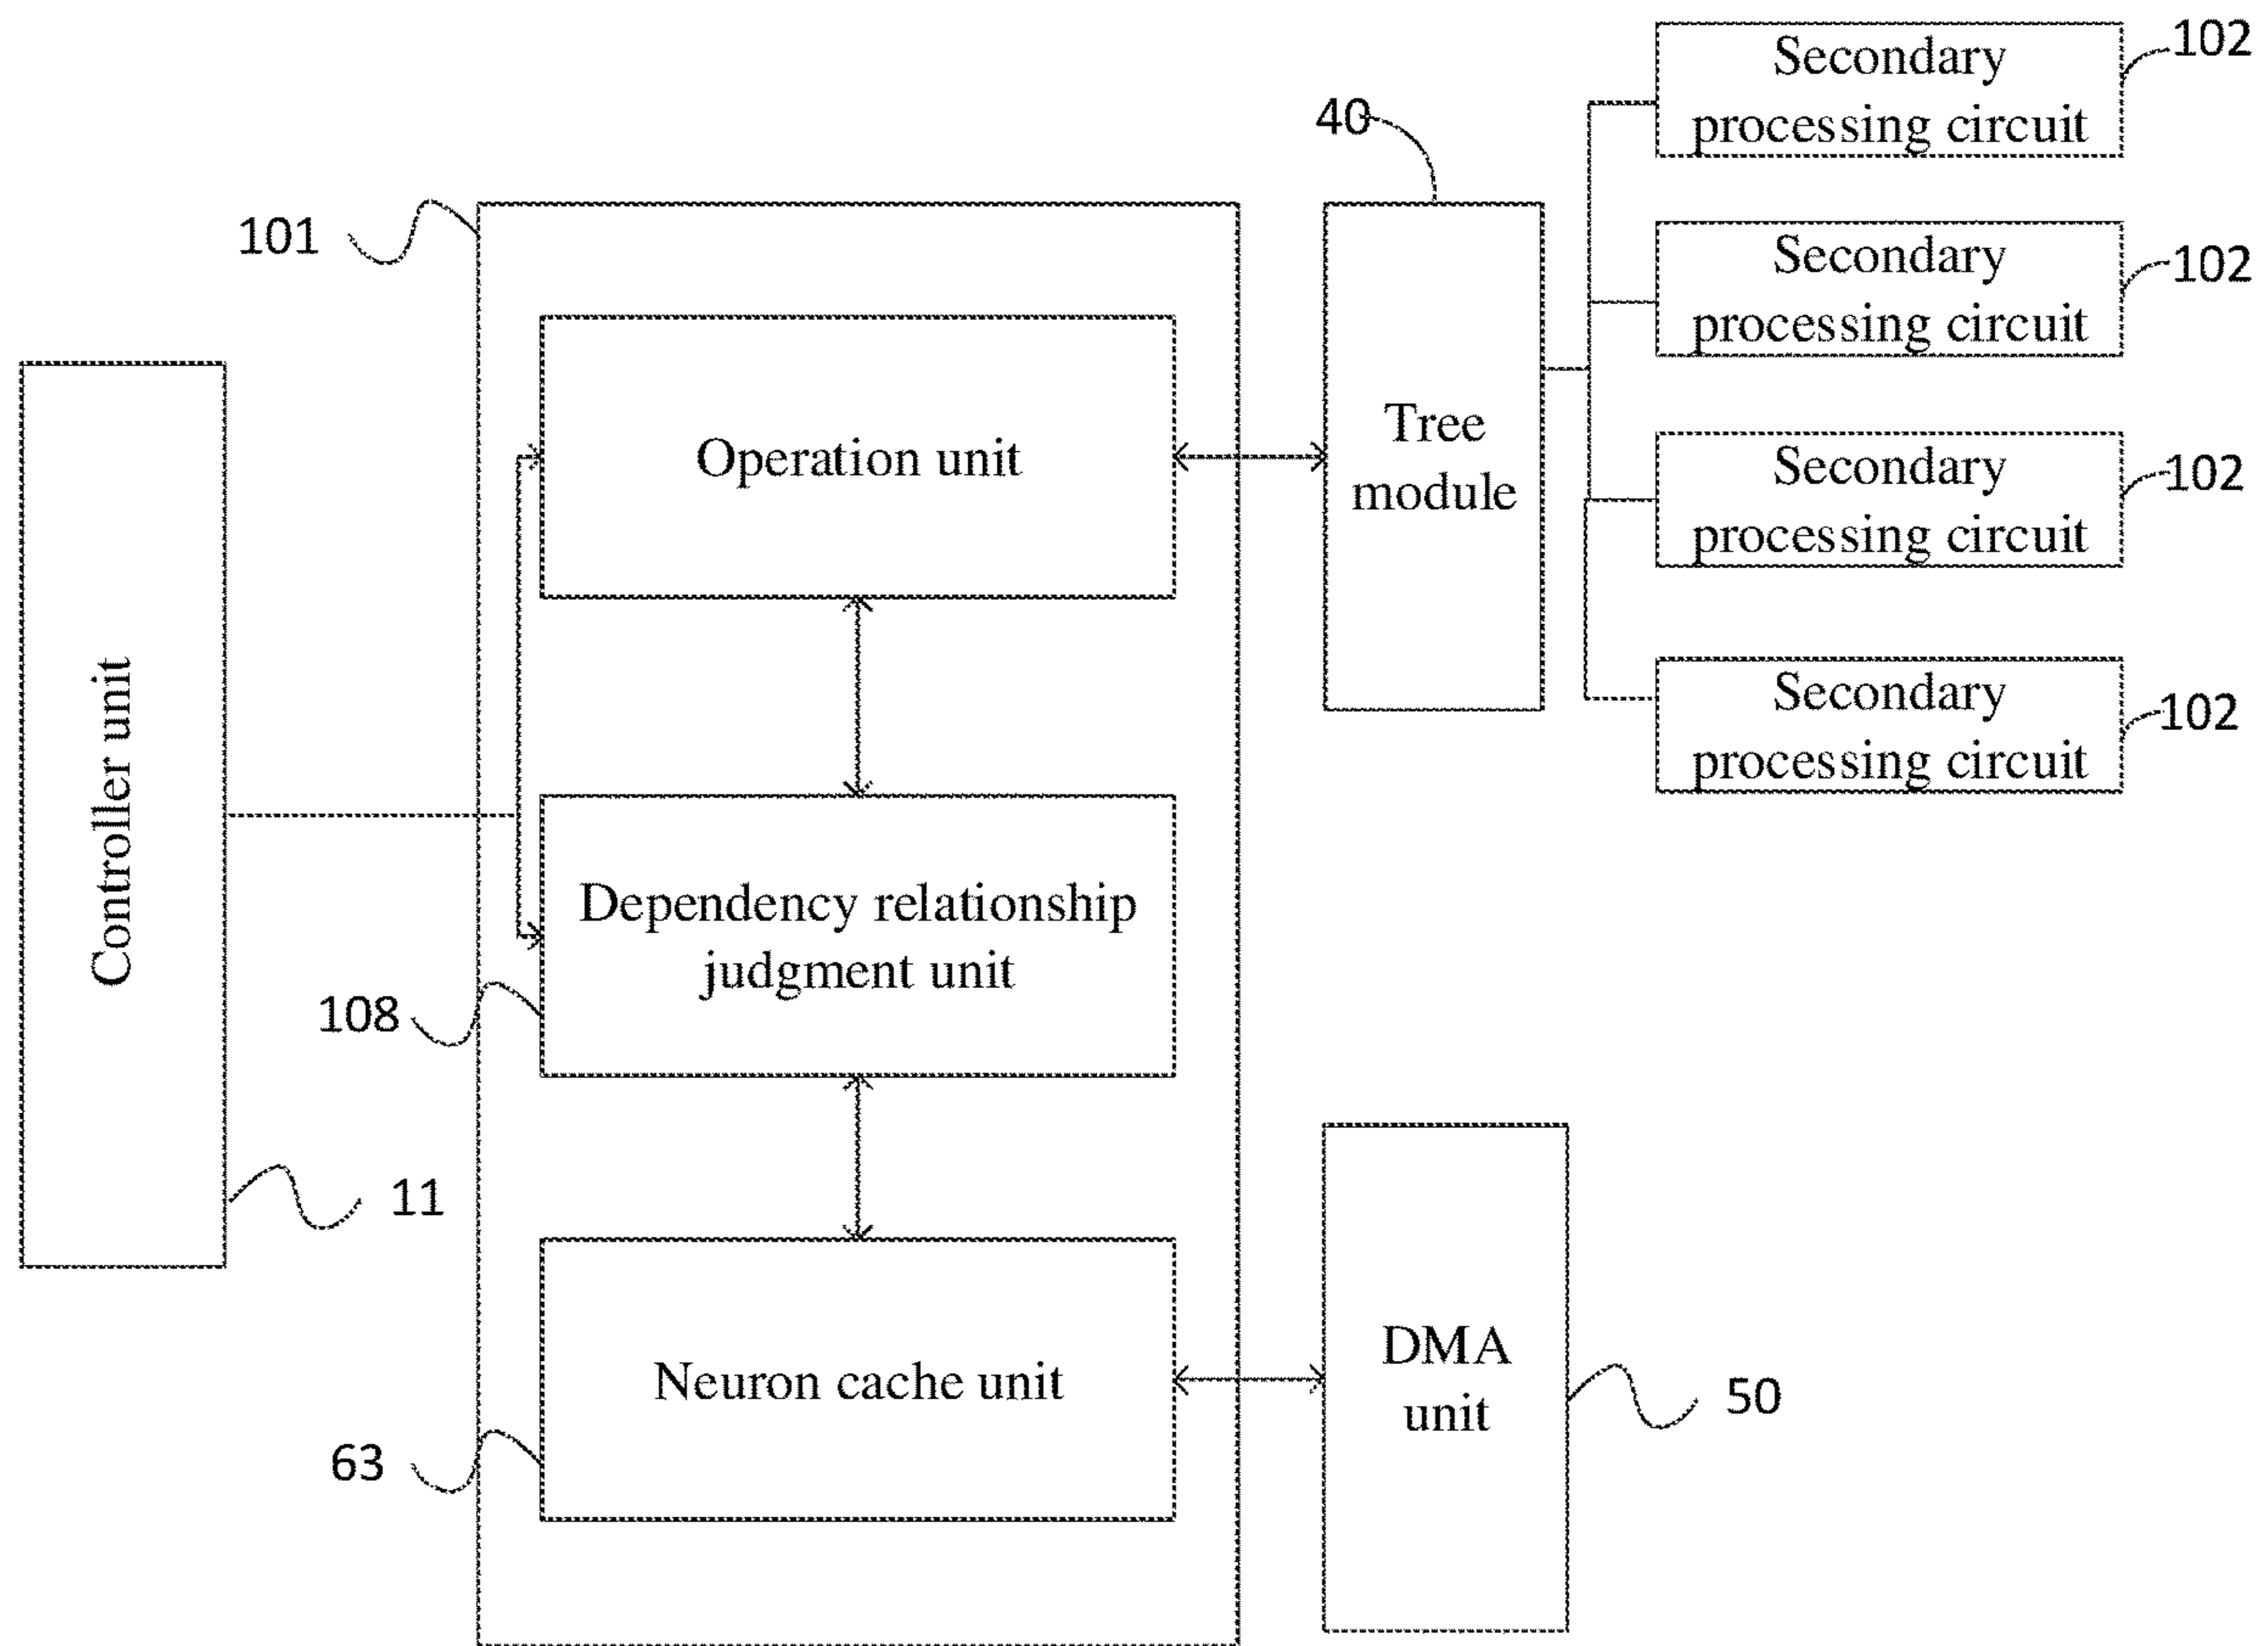 Secondary
processing circuit
102
40
101
Secondary
processing circuit
102
Operation unit
Tree
module
Secondary
processing circuit
102
Controller unit
Secondary
processing circuit
102
Dependency relationship
judgment unit
108
11
Neuron cache unit
DMA
unit
50
63